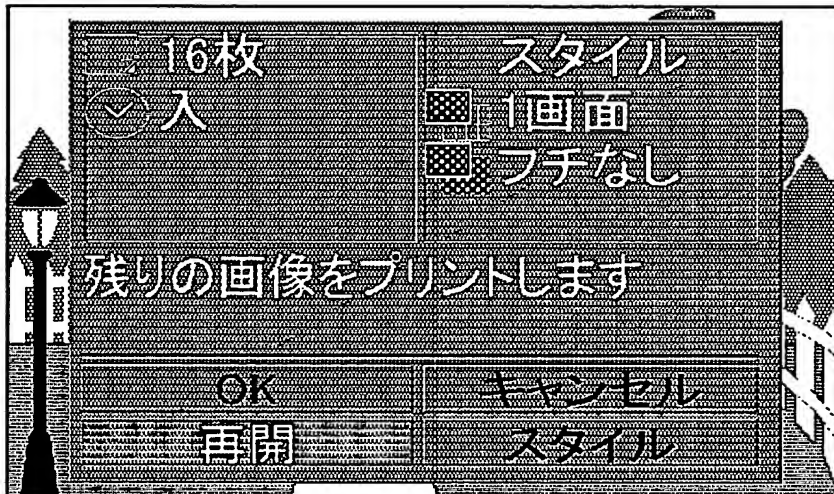 16枚
入
スタイル
1画面
フチなし
残りの画像をプリントします
OK
キャンセル
再開
スタイル